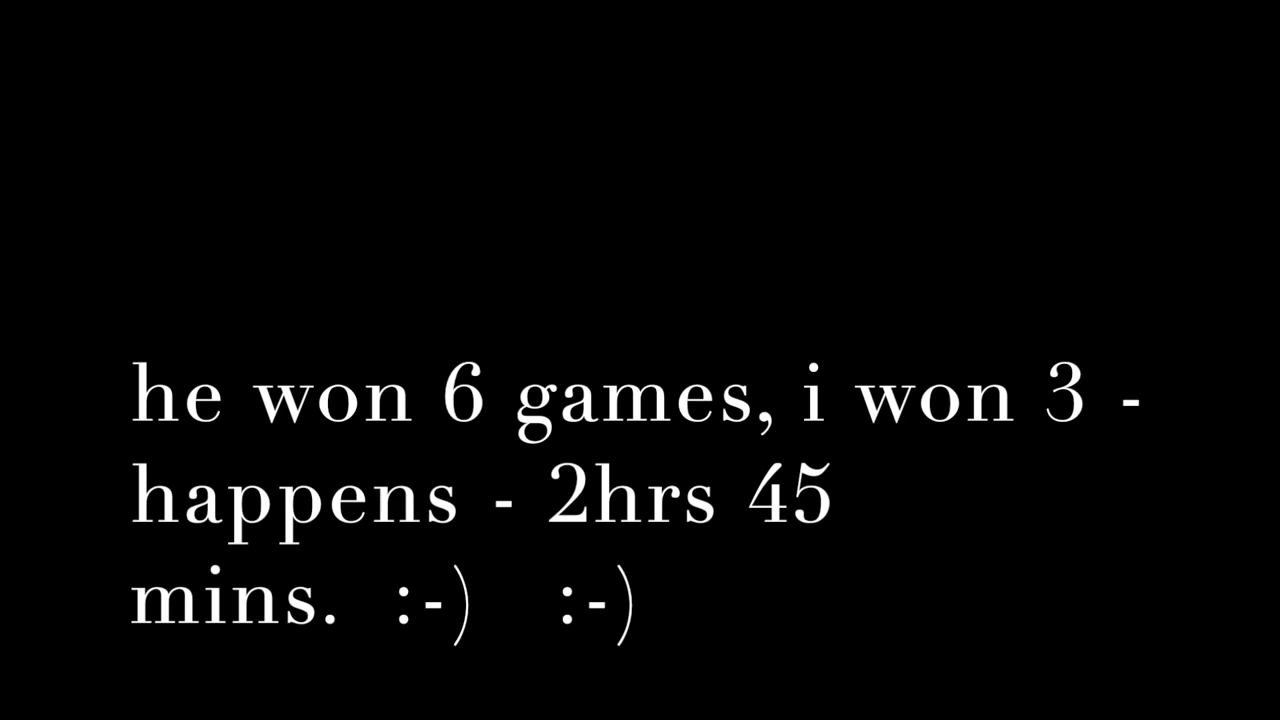 he won 6 games, i won 3 -
happens - 2hrs 45
mins.  :-)   :-)